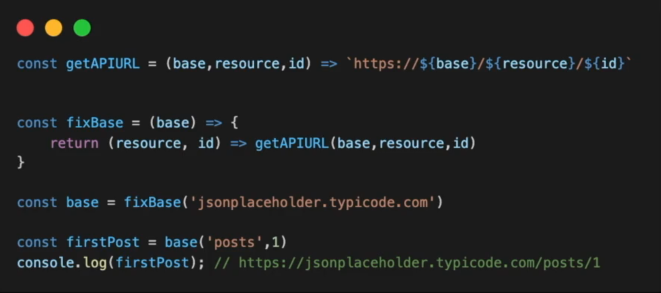 const getAPIURL = (base,resource,id) => `https://${base}/${resource}/${id}`
const fixBase = (base) => {
return (resource, id) => getAPIURL(base,resource,id)
}
const base = fixBase('jsonplaceholder.typicode.com')
const firstPost = base('posts',1)
console.log(firstPost); // https://jsonplaceholder.typicode.com/posts/1